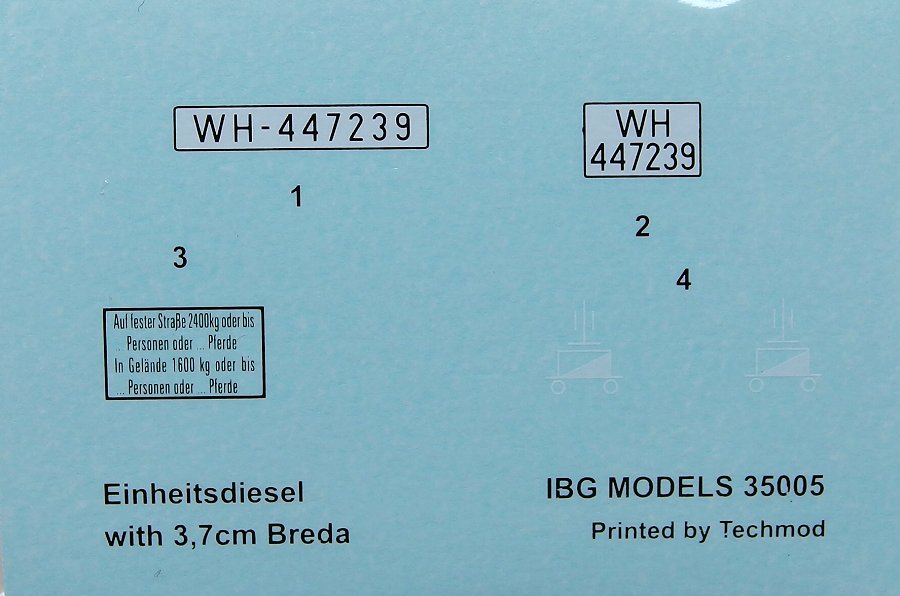 WH-447239
WH
447239
1
2
3
4
Auf fester Straße 2400kg oder bis
... Personen oder ... Pferde
In Gelände 1600 kg oder bis
... Personen oder ... Pferde
Einheitsdiesel
with 3,7cm Breda
IBG MODELS 35005
Printed by Techmod